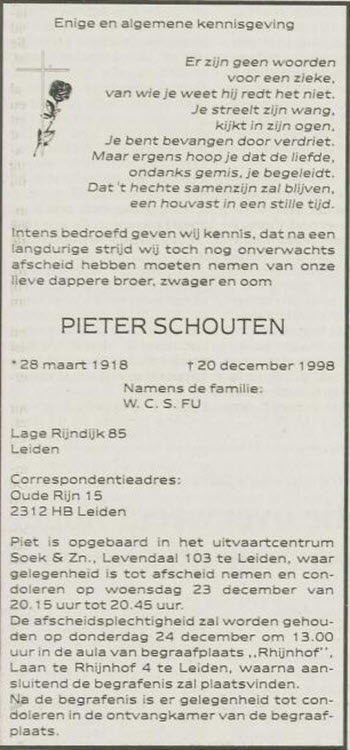 Enige en algemene kennisgeving
Er zijn geen woorden
voor een zieke,
van wie je weet hij redt het niet.
Je streelt zijn wang,
kijkt in zijn ogen,
Je bent bevangen door verdriet.
Maar ergens hoop je dat de liefde,
ondanks gemis, je begeleidt.
Dat 't hechte samenzijn zal blijven,
een houvast in een stille tijd.
Intens bedroefd geven wij kennis, dat na een
langdurige strijd wij toch nog onverwachts
afscheid hebben moeten nemen van onze
lieve dappere broer, zwager en oom
PIETER SCHOUTEN
* 28 maart 1918 † 20 december 1998
Namens de familie:
W. C. S. FU
Lage Rijndijk 85
Leiden
Correspondentieadres:
Oude Rijn 15
2312 HB Leiden
Piet is opgebaard in het uitvaartcentrum
Soek & Zn., Levendaal 103 te Leiden, waar
gelegenheid is tot afscheid nemen en con-
doleren op woensdag 23 december van
20.15 uur tot 20.45 uur.
De afscheidsplechtigheid zal worden gehou-
den op donderdag 24 december om 13.00
uur in de aula van begraafplaats ,,Rhijnhof'',
Laan te Rhijnhof 4 te Leiden, waarna aan-
sluitend de begrafenis zal plaatsvinden.
Na de begrafenis is er gelegenheid tot con-
doleren in de ontvangkamer van de begraaf-
plaats.